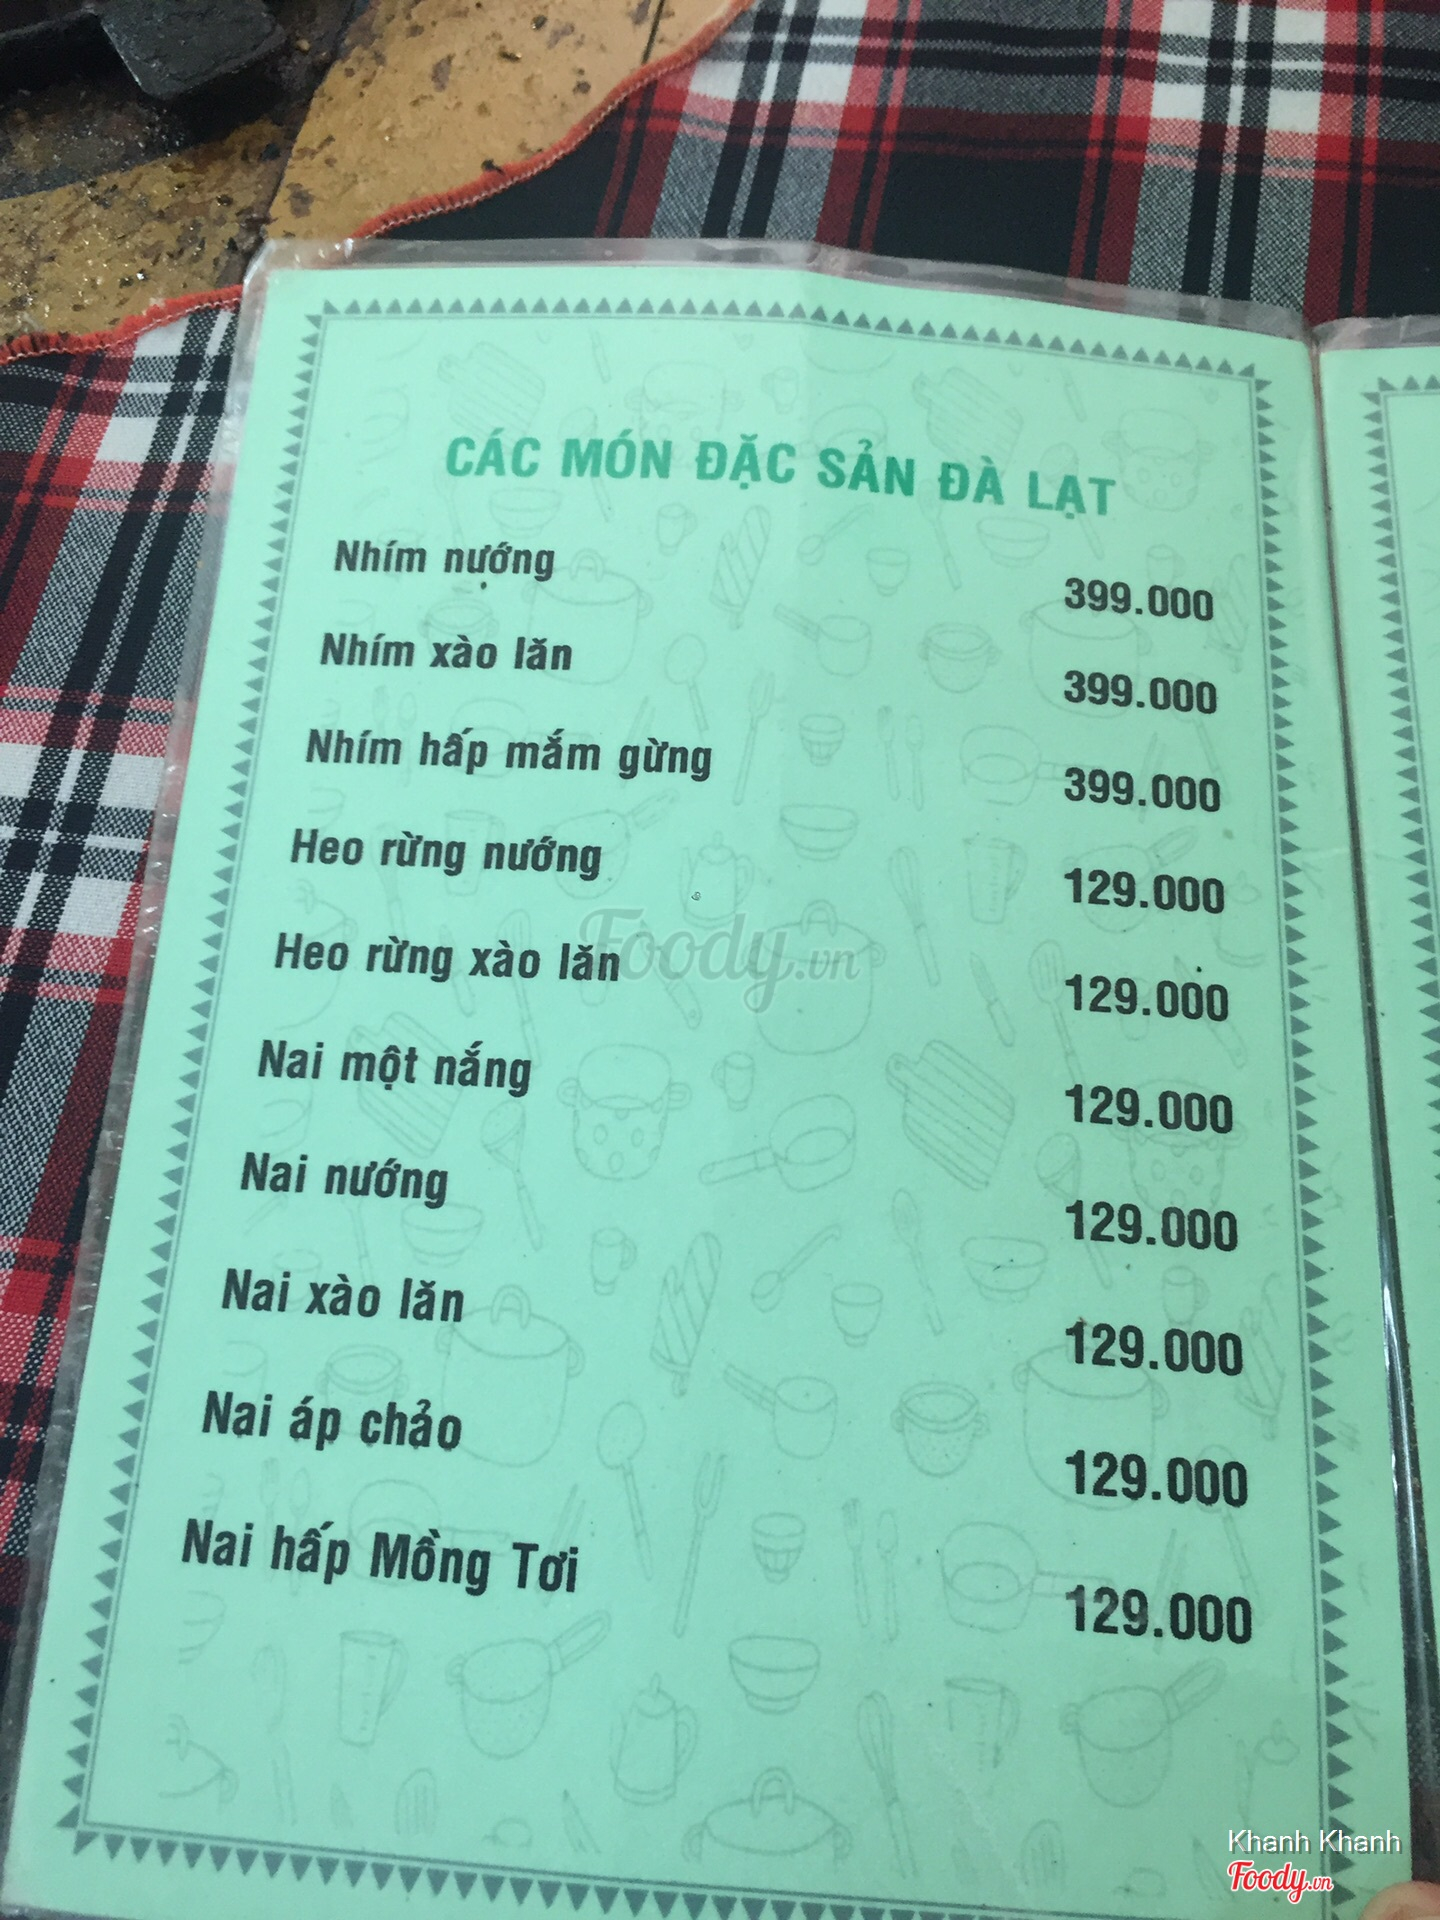 CÁC MÓN ĐẶC SẢN ĐÀ LẠT
Nhím nướng 399.000
Nhím xào lăn 399.000
Nhím hấp mắm gừng 399.000
Heo rừng nướng 129.000
Heo rừng xào lăn 129.000
Nai một nắng 129.000
Nai nướng 129.000
Nai xào lăn 129.000
Nai áp chảo 129.000
Nai hấp Mồng Tơi 129.000
Foody.vn
Khanh Khanh
Foody.vn